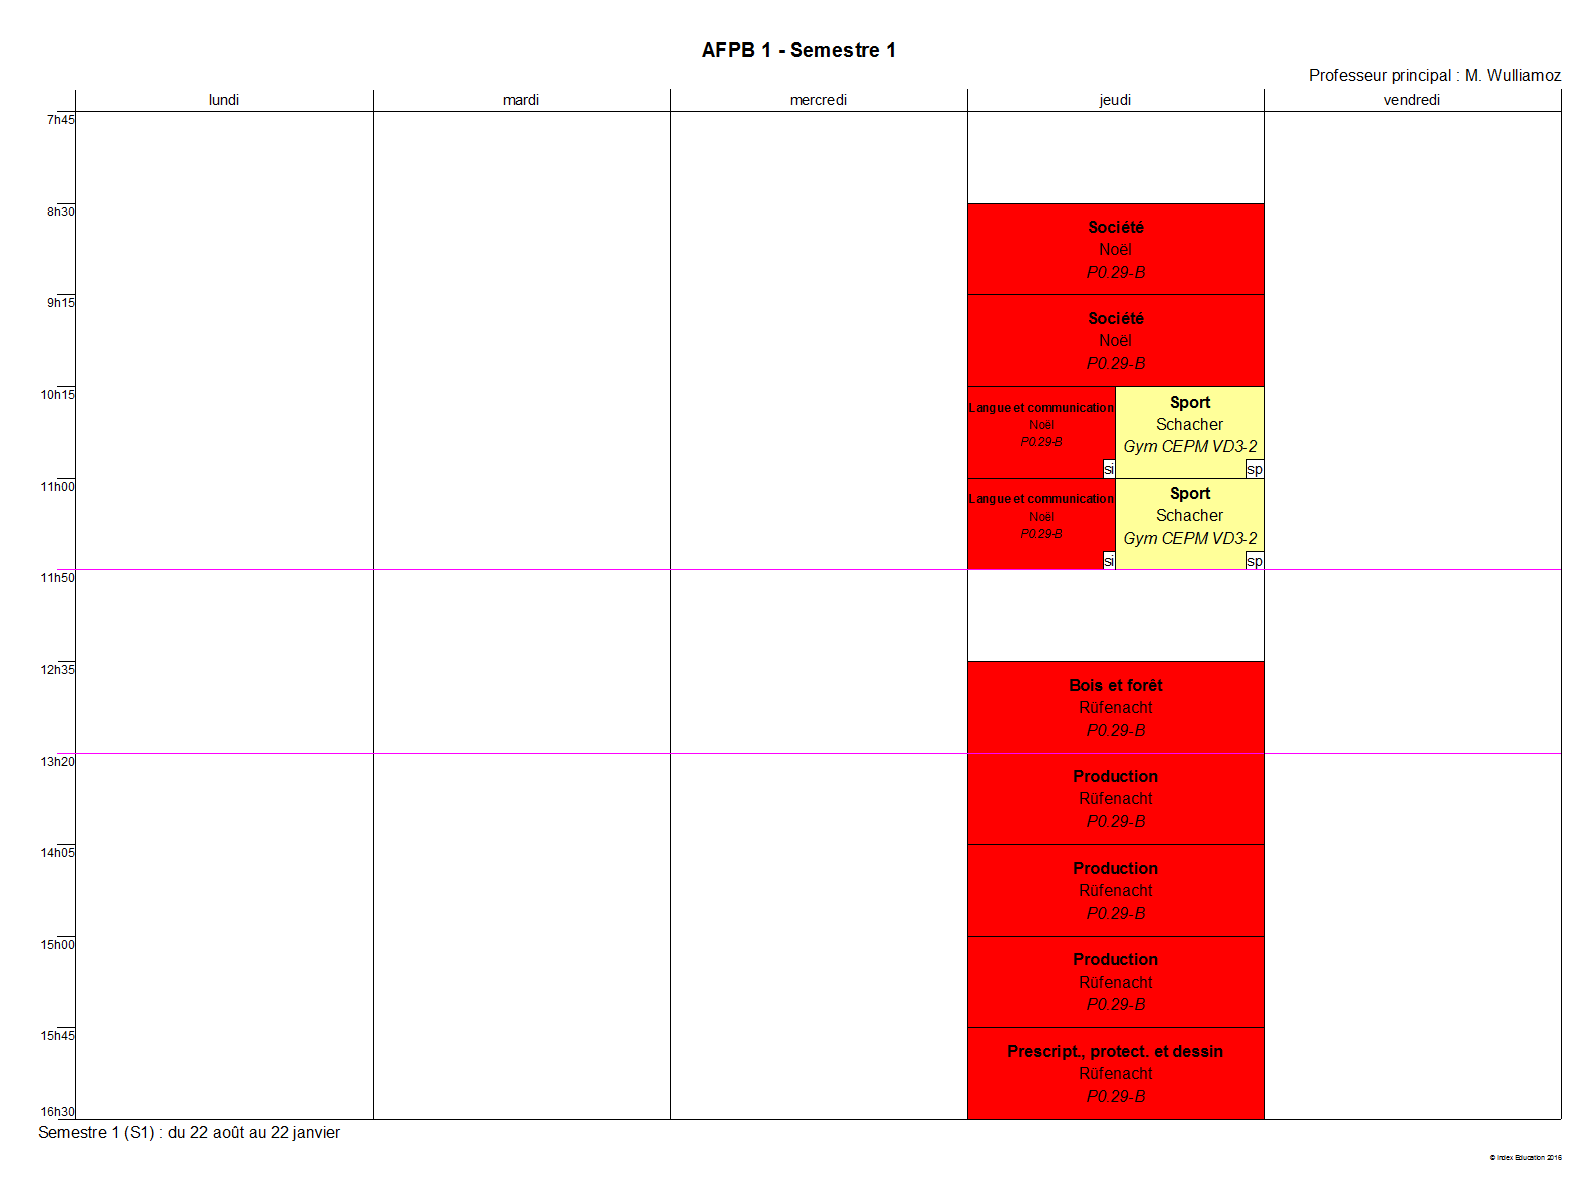 AFPB 1 - Semestre 1
Professeur principal : M. Wulliamoz
lundi
mardi
mercredi
jeudi
vendredi
7h45
8h30
Société
Noël
P0.29-B
9h15
Société
Noël
P0.29-B
10h15
Langue et communication
Noël
P0.29-B
si
Sport
Schacher
Gym CEPM VD3-2
sp
11h00
Langue et communication
Noël
P0.29-B
si
Sport
Schacher
Gym CEPM VD3-2
sp
11h50
12h35
Bois et forêt
Rüfenacht
P0.29-B
13h20
Production
Rüfenacht
P0.29-B
14h05
Production
Rüfenacht
P0.29-B
15h00
Production
Rüfenacht
P0.29-B
15h45
Prescript., protect. et dessin
Rüfenacht
P0.29-B
16h30
Semestre 1 (S1) : du 22 août au 22 janvier
© Index Education 2016